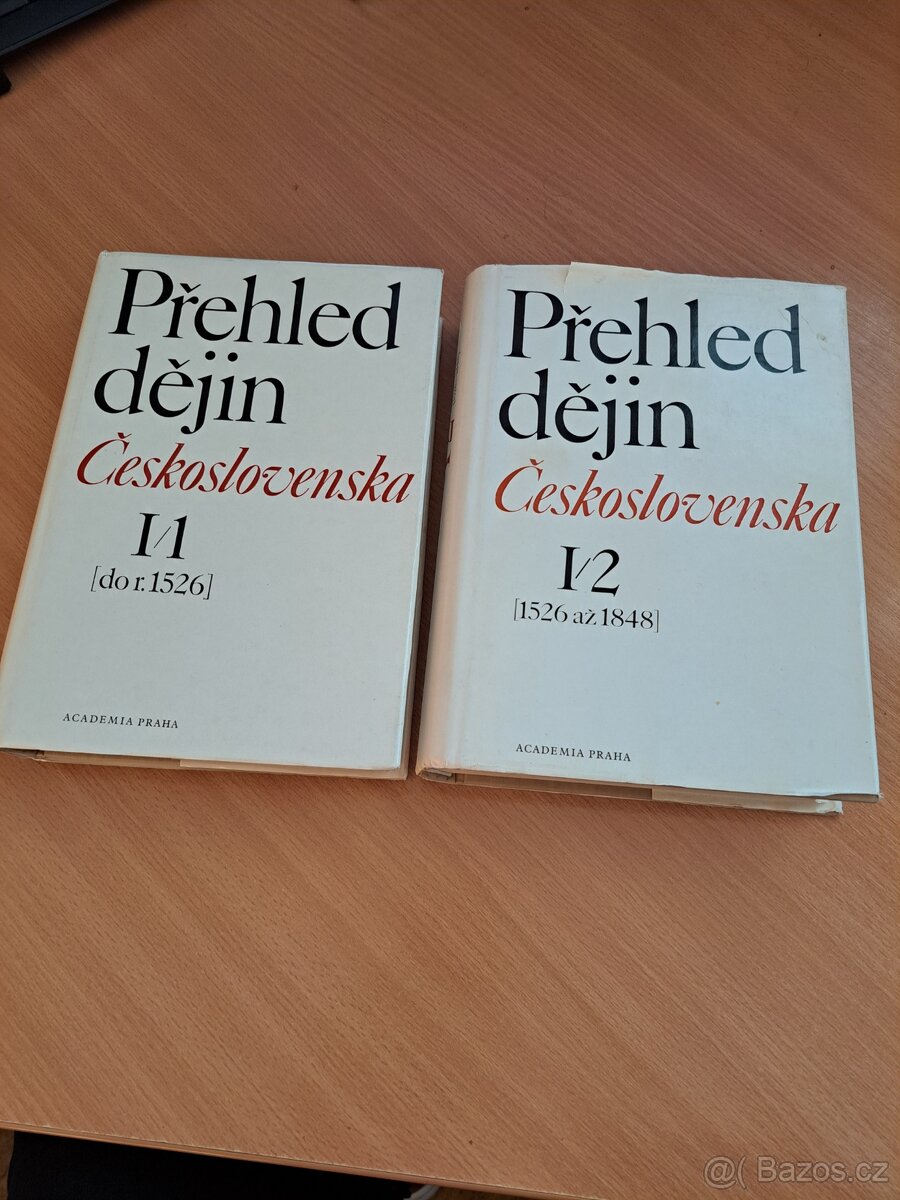 Přehled
dějin
Československa
I/1
[do r. 1526]
ACADEMIA PRAHA
Přehled
dějin
Československa
I/2
[1526 až 1848]
ACADEMIA PRAHA
@( Bazos.cz